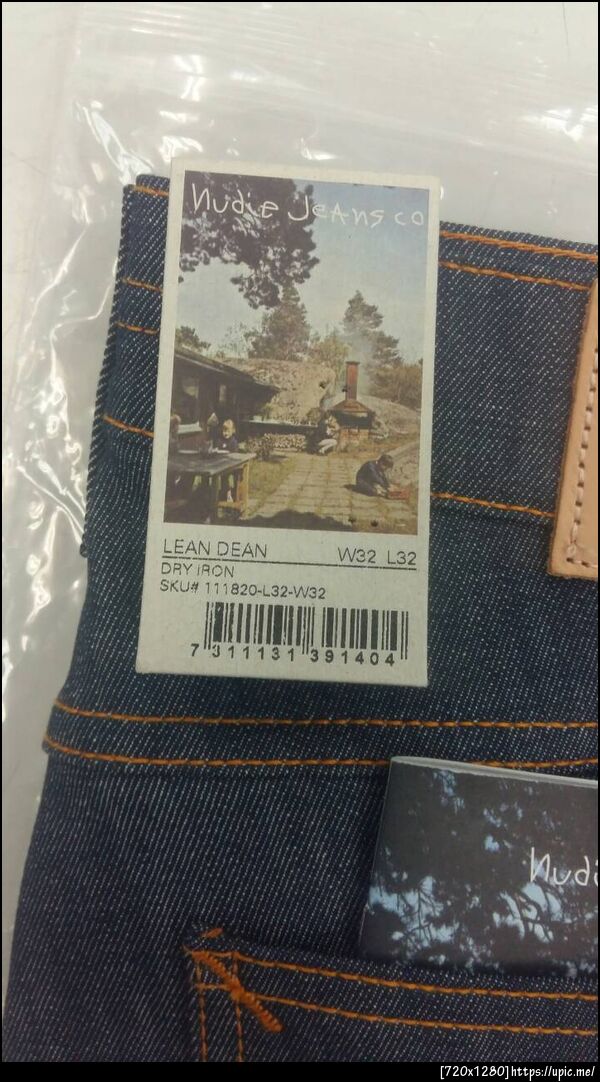 Nudie Jeans co
LEAN DEAN W32 L32
DRY IRON
SKU# 111820-L32-W32
7 311131 391404
Nudi
[720x1280]https://upic.me/